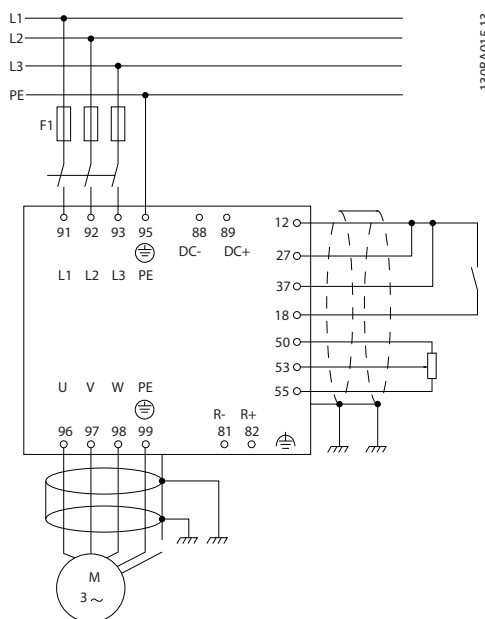 L1
L2
L3
PE
F1
130BA015.13
91 92 93 95 88 89
DC- DC+
L1 L2 L3 PE
12
27
37
18
50
53
55
U V W PE
R- R+
96 97 98 99 81 82
M
3 ~